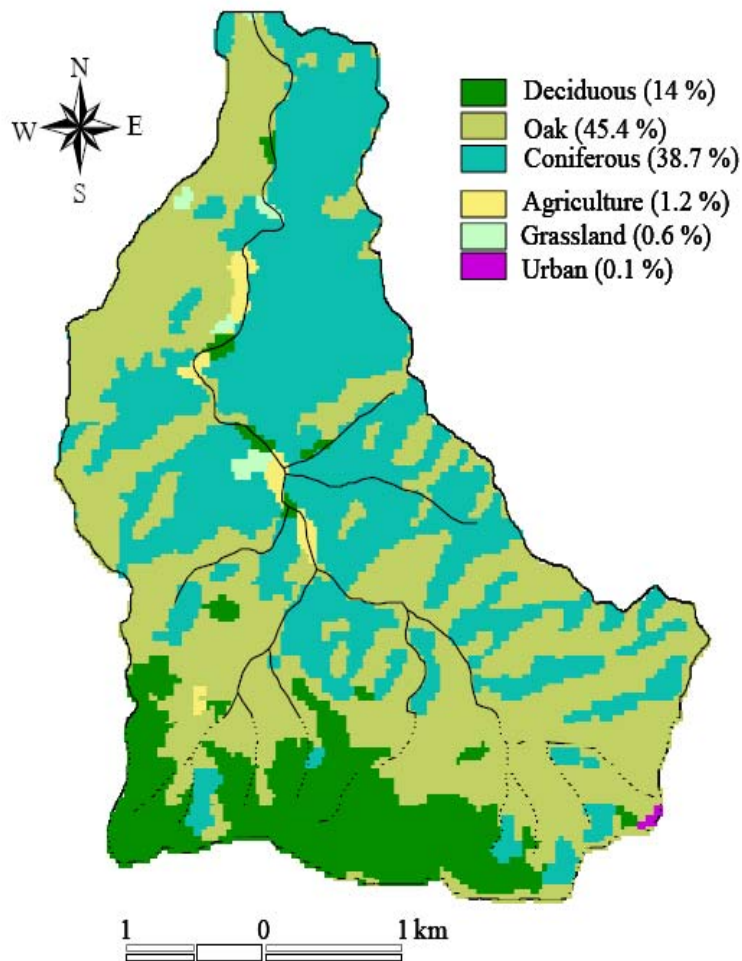 N
W E
S
Deciduous (14 %)
Oak (45.4 %)
Coniferous (38.7 %)
Agriculture (1.2 %)
Grassland (0.6 %)
Urban (0.1 %)
1 0 1 km